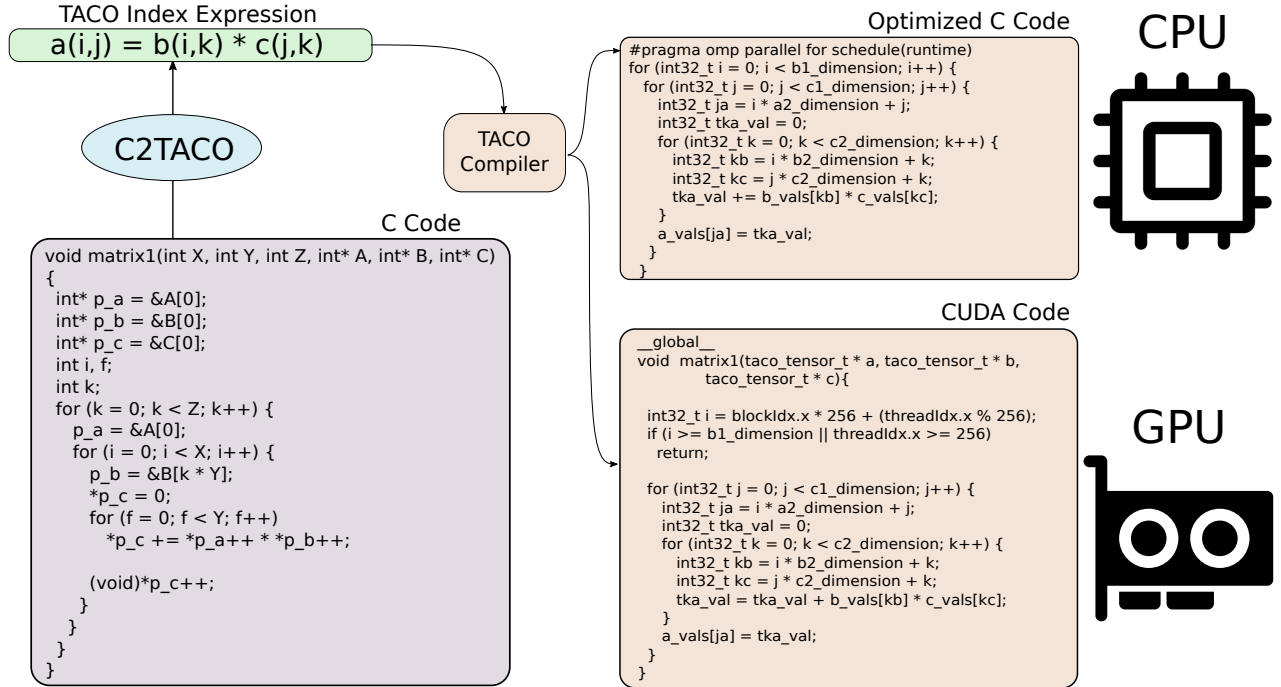 TACO Index Expression
a(i,j) = b(i,k) * c(j,k)
C2TACO
TACO
Compiler
C Code
void matrix1(int X, int Y, int Z, int* A, int* B, int* C)
{
int* p_a = &A[0];
int* p_b = &B[0];
int* p_c = &C[0];
int i, f;
int k;
for (k = 0; k < Z; k++) {
p_a = &A[0];
for (i = 0; i < X; i++) {
p_b = &B[k * Y];
*p_c = 0;
for (f = 0; f < Y; f++)
*p_c += *p_a++ * *p_b++;
(void)*p_c++;
}
}
}
}
Optimized C Code
#pragma omp parallel for schedule(runtime)
for (int32_t i = 0; i < b1_dimension; i++) {
for (int32_t j = 0; j < c1_dimension; j++) {
int32_t ja = i * a2_dimension + j;
int32_t tka_val = 0;
for (int32_t k = 0; k < c2_dimension; k++) {
int32_t kb = i * b2_dimension + k;
int32_t kc = j * c2_dimension + k;
tka_val += b_vals[kb] * c_vals[kc];
}
a_vals[ja] = tka_val;
}
}
CPU
CUDA Code
__global__
void matrix1(taco_tensor_t * a, taco_tensor_t * b,
taco_tensor_t * c){
int32_t i = blockIdx.x * 256 + (threadIdx.x % 256);
if (i >= b1_dimension || threadIdx.x >= 256)
return;
for (int32_t j = 0; j < c1_dimension; j++) {
int32_t ja = i * a2_dimension + j;
int32_t tka_val = 0;
for (int32_t k = 0; k < c2_dimension; k++) {
int32_t kb = i * b2_dimension + k;
int32_t kc = j * c2_dimension + k;
tka_val = tka_val + b_vals[kb] * c_vals[kc];
}
a_vals[ja] = tka_val;
}
}
GPU